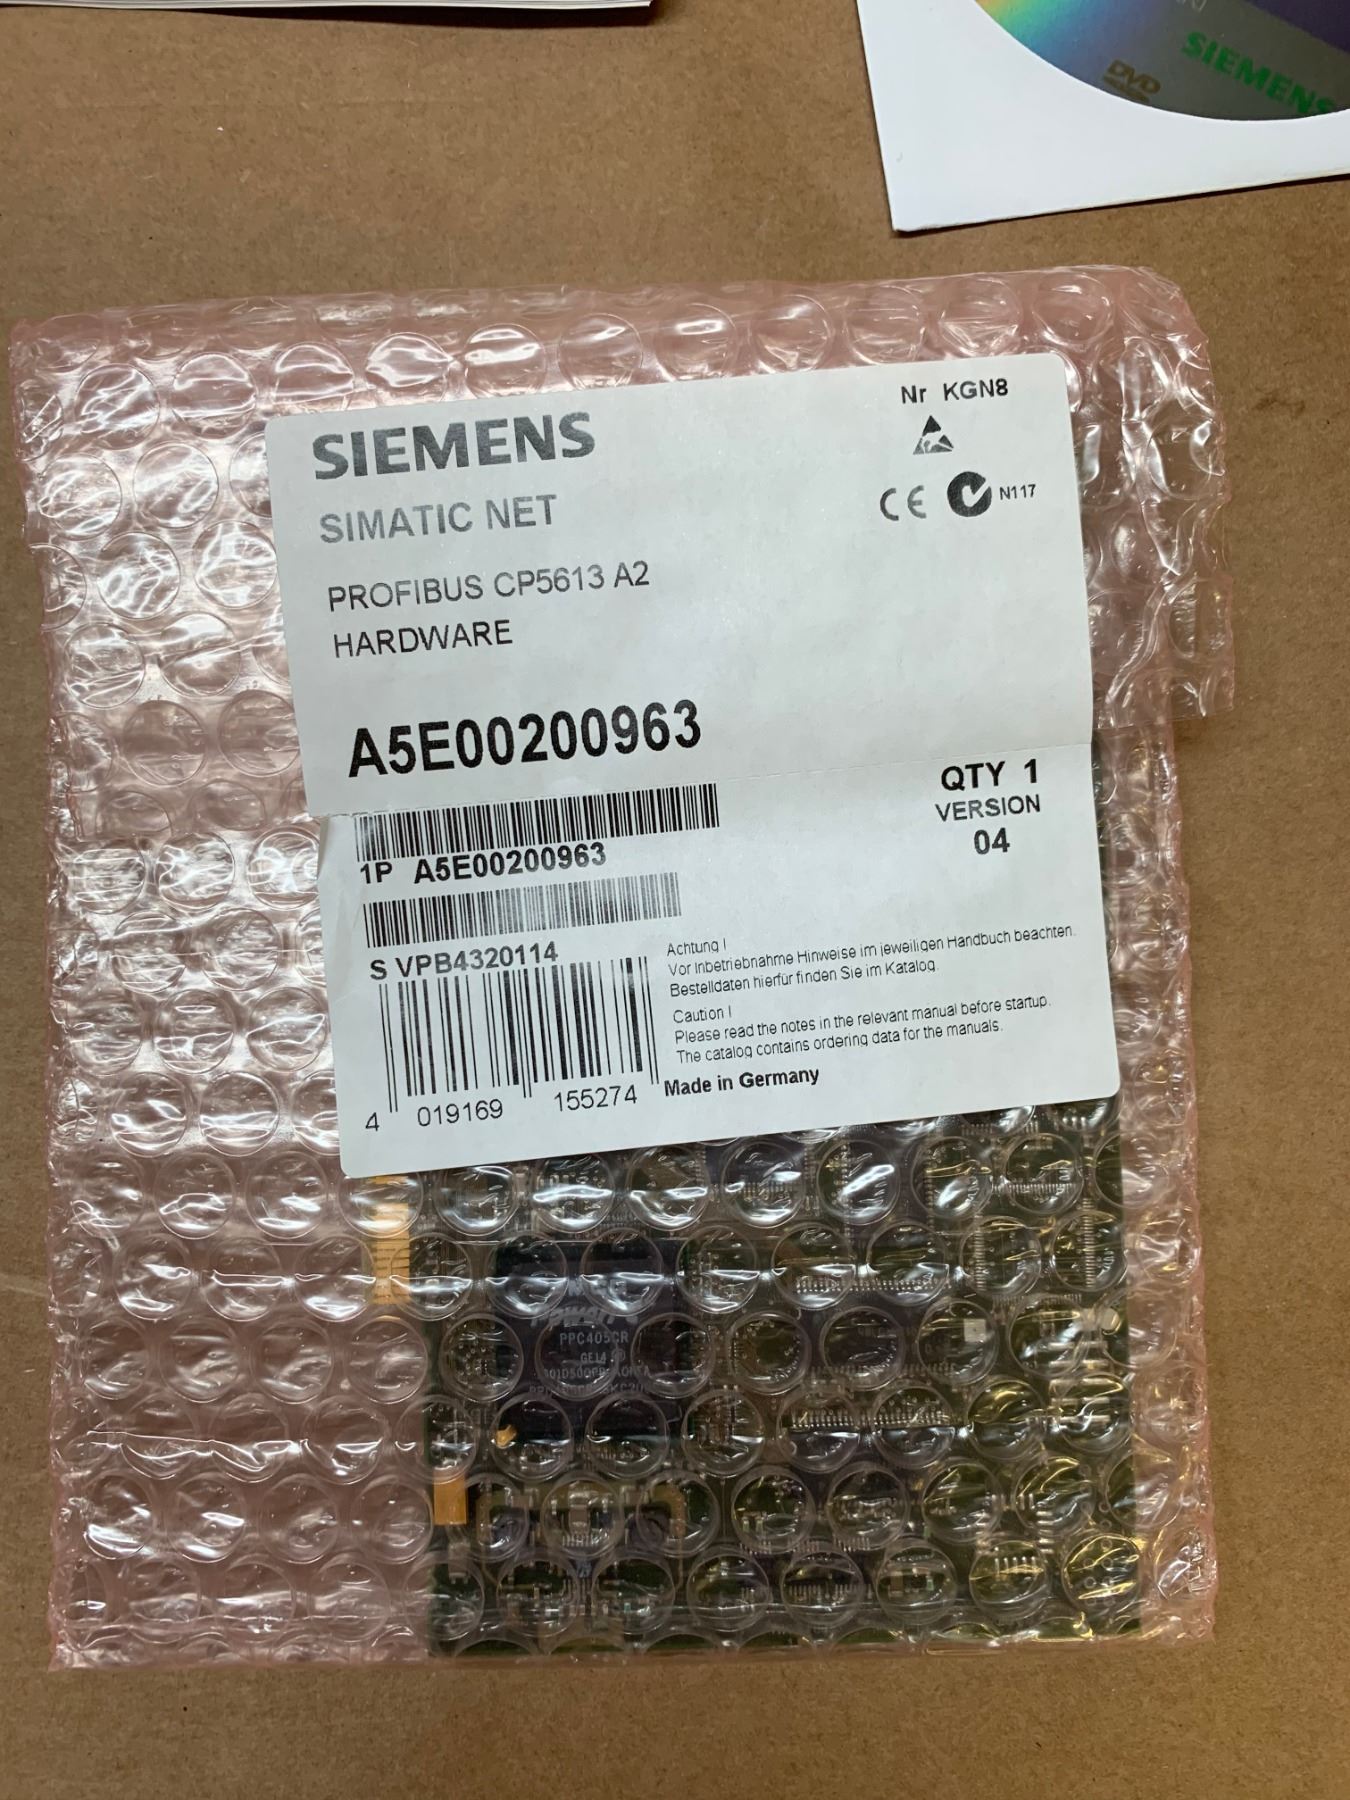 DVD
SIEMENS
SIEMENS
Nr KGN8
SIMATIC NET
CE N117
PROFIBUS CP5613 A2
HARDWARE
A5E00200963
QTY 1
VERSION
04
1P A5E00200963
S VPB4320114
Achtung !
Vor Inbetriebnahme Hinweise im jeweiligen Handbuch beachten.
Bestelldaten hierfür finden Sie im Katalog.
Caution !
Please read the notes in the relevant manual before startup.
The catalog contains ordering data for the manuals.
Made in Germany
4 019169 155274
PPC405CR